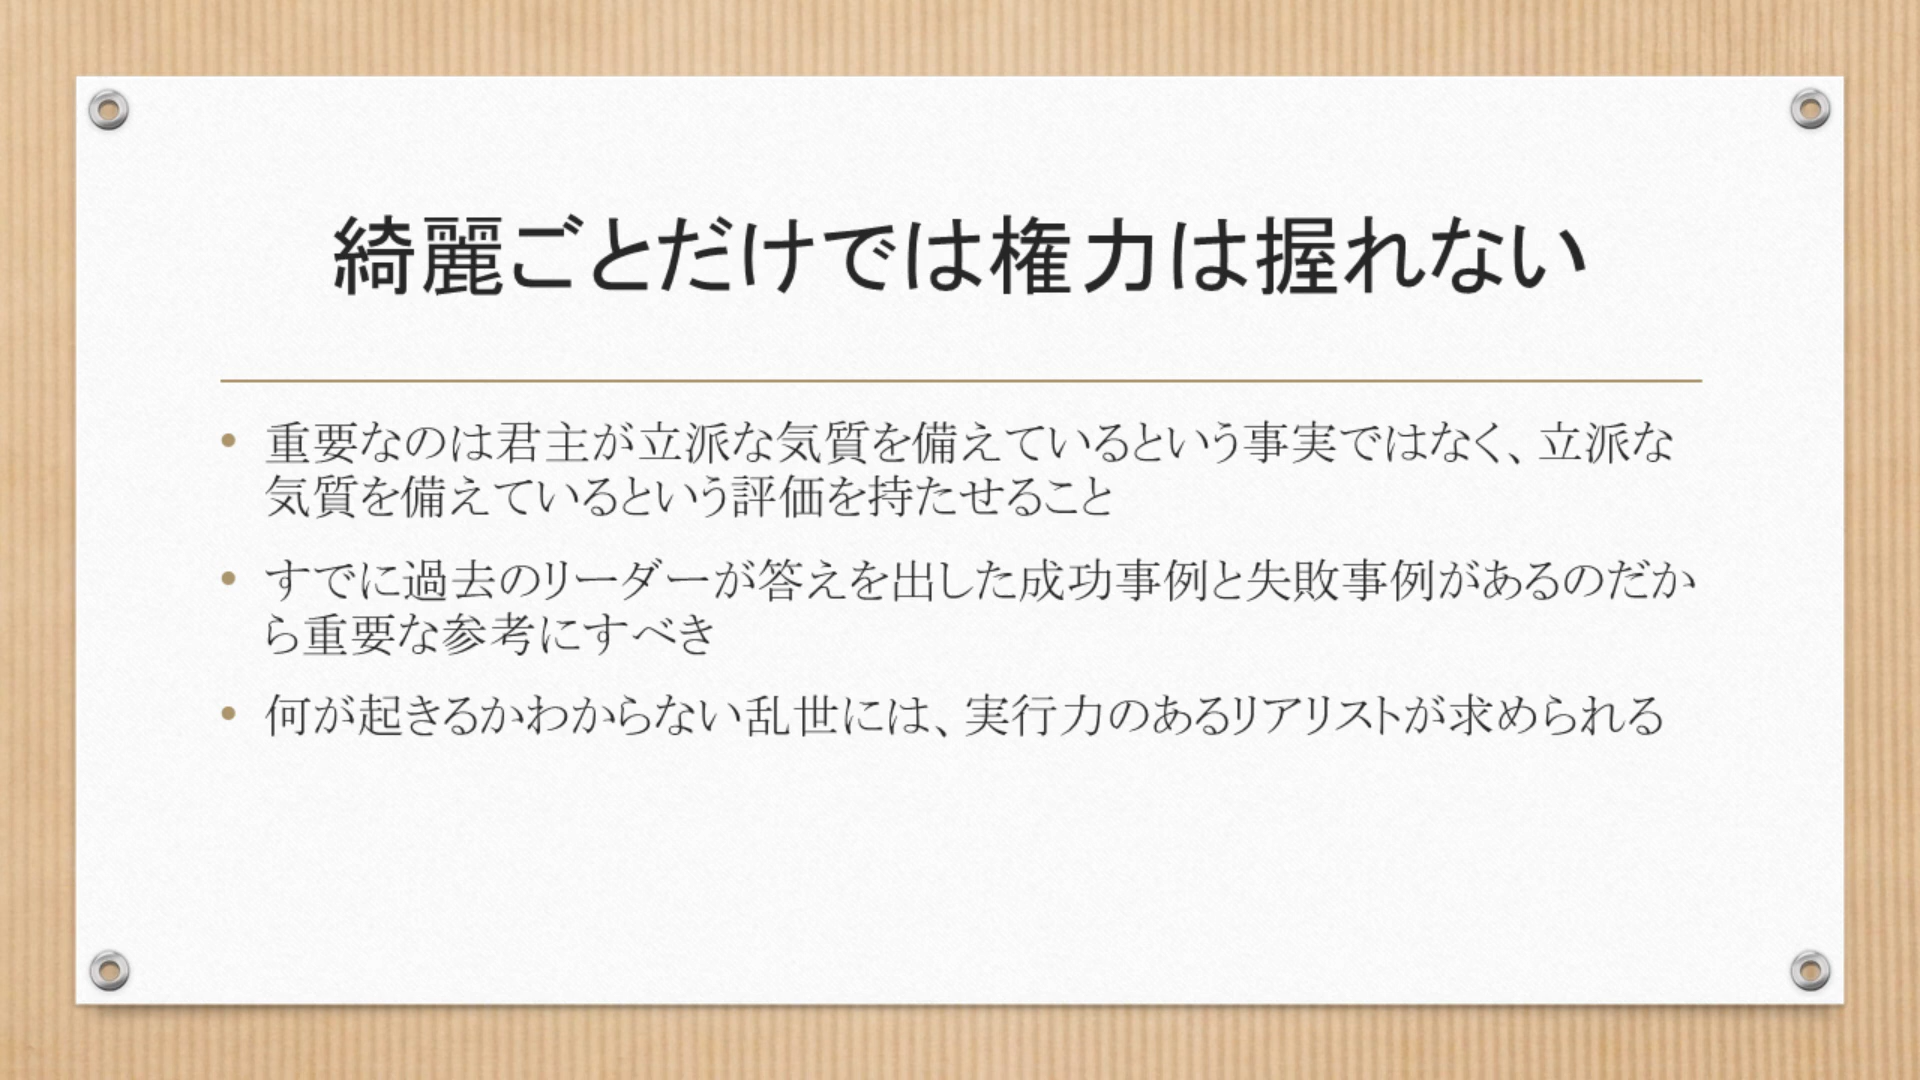 綺麗ごとだけでは権力は握れない
• 重要なのは君主が立派な気質を備えているという事実ではなく、立派な
気質を備えているという評価を持たせること
• すでに過去のリーダーが答えを出した成功事例と失敗事例があるのだか
ら重要な参考にすべき
• 何が起きるかわからない乱世には、実行力のあるリアリストが求められる